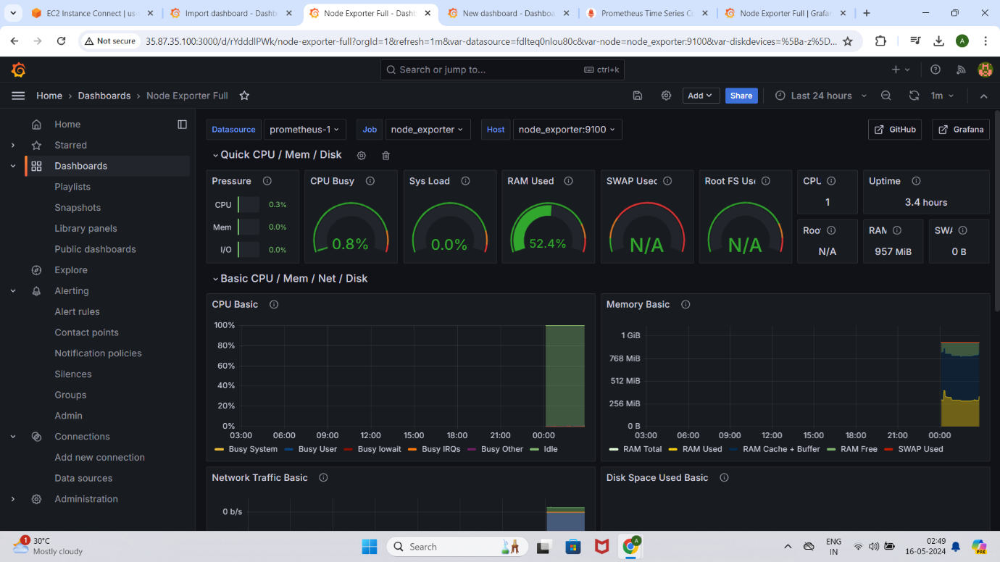 EC2 Instance Connect | us-
Import dashboard - Dashb
Node Exporter Full - Dashb
New dashboard - Dashboa
Prometheus Time Series Co
Node Exporter Full | Grafan
Not secure
35.87.35.100:3000/d/rYdddlPWk/node-exporter-full?orgId=1&refresh=1m&var-datasource=fdlteq0nlou80c&var-node=node_exporter:9100&var-diskdevices=%5Ba-z%5D...
A
Search or jump to...
ctrl+k
Home › Dashboards › Node Exporter Full
Add
Share
Last 24 hours
1m
Home
Starred
Dashboards
Playlists
Snapshots
Library panels
Public dashboards
Explore
Alerting
Alert rules
Contact points
Notification policies
Silences
Groups
Admin
Connections
Add new connection
Data sources
Administration
Datasource
prometheus-1
Job
node_exporter
Host
node_exporter:9100
GitHub
Grafana
Quick CPU / Mem / Disk
Pressure
CPU 0.3%
Mem 0.0%
I/O 0.0%
CPU Busy
0.8%
Sys Load
0.0%
RAM Used
52.4%
SWAP Used
N/A
Root FS Us
N/A
CPU
1
Uptime
3.4 hours
Roo
N/A
RAM
957 MiB
SWA
0 B
Basic CPU / Mem / Net / Disk
CPU Basic
100%
80%
60%
40%
20%
0%
03:00 06:00 09:00 12:00 15:00 18:00 21:00 00:00
Busy System Busy User Busy Iowait Busy IRQs Busy Other Idle
Memory Basic
1 GiB
768 MiB
512 MiB
256 MiB
0 B
03:00 06:00 09:00 12:00 15:00 18:00 21:00 00:00
RAM Total RAM Used RAM Cache + Buffer RAM Free SWAP Used
Network Traffic Basic
0 b/s
Disk Space Used Basic
1
30°C
Mostly cloudy
Search
A
ENG
IN
02:49
16-05-2024
PRE